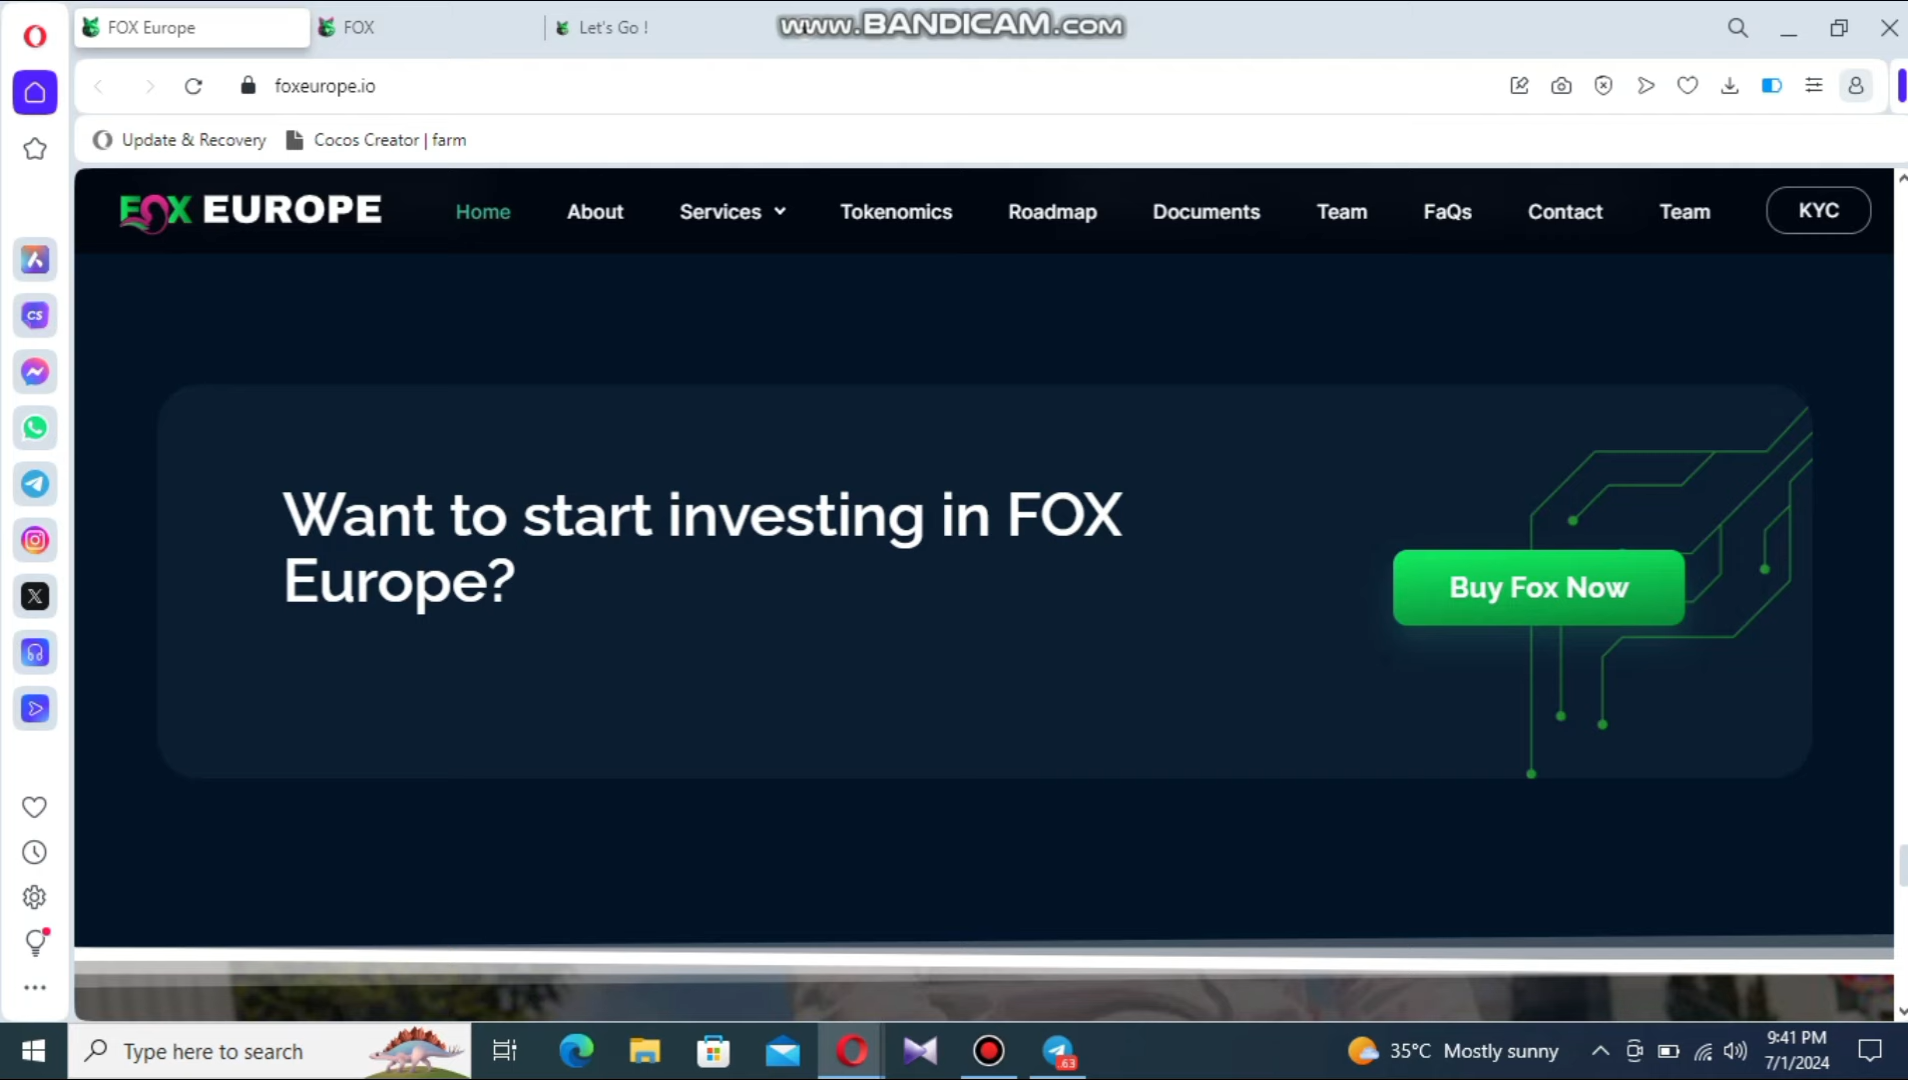 FOX Europe
FOX
Let's Go !
www.BANDICAM.com
foxeurope.io
Update & Recovery
Cocos Creator | farm
FOX EUROPE
Home
About
Services
Tokenomics
Roadmap
Documents
Team
FaQs
Contact
Team
KYC
CS
Want to start investing in FOX
Europe?
Buy Fox Now
Type here to search
63
35°C Mostly sunny
9:41 PM
7/1/2024